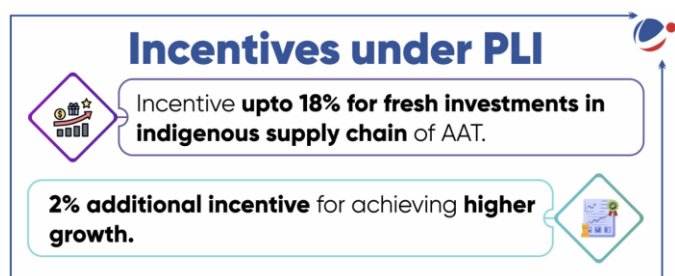 Incentives under PLI
Incentive upto 18% for fresh investments in
indigenous supply chain of AAT.
2% additional incentive for achieving higher
growth.